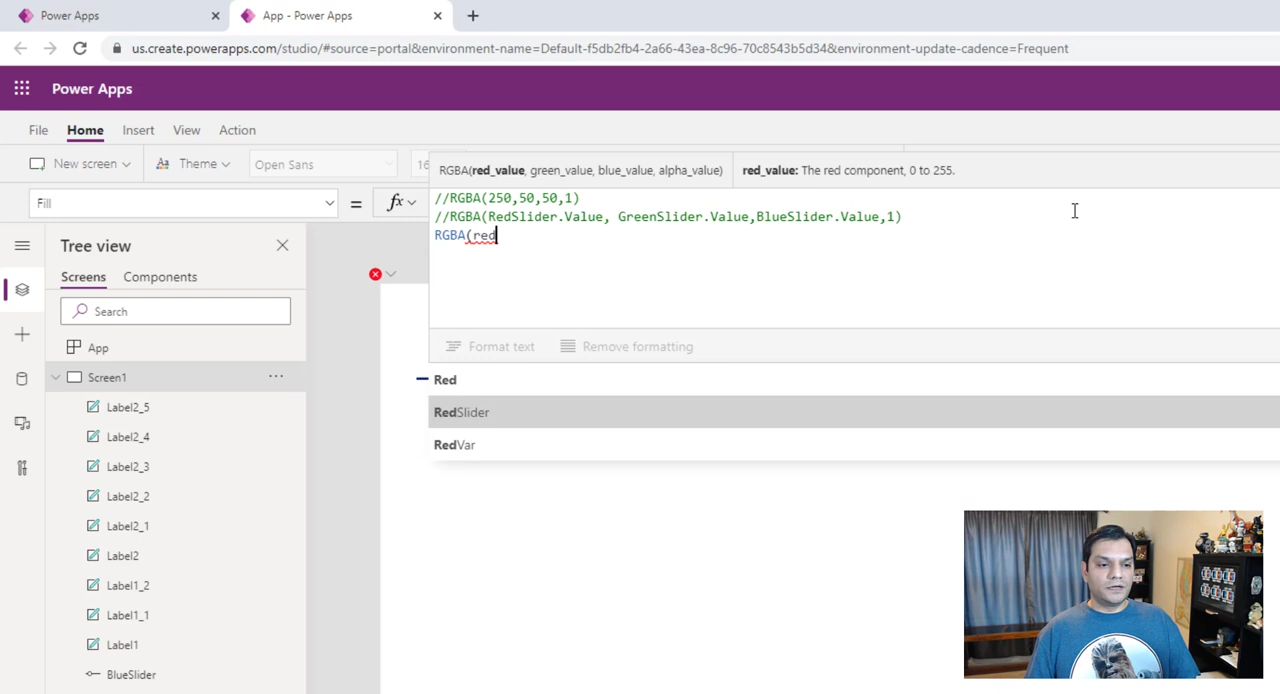 Power Apps
App - Power Apps
us.create.powerapps.com/studio/#source=portal&environment-name=Default-f5db2fb4-2a66-43ea-8c96-70c8543b5d34&environment-update-cadence=Frequent
Power Apps
File Home Insert View Action
New screen Theme Open Sans 16
RGBA(red_value, green_value, blue_value, alpha_value) red_value: The red component, 0 to 255.
Fill = fx
//RGBA(250,50,50,1)
//RGBA(RedSlider.Value, GreenSlider.Value,BlueSlider.Value,1)
RGBA(red
Format text Remove formatting
Red
RedSlider
RedVar
Tree view
Screens Components
Search
App
Screen1
Label2_5
Label2_4
Label2_3
Label2_2
Label2_1
Label2
Label1_2
Label1_1
Label1
BlueSlider